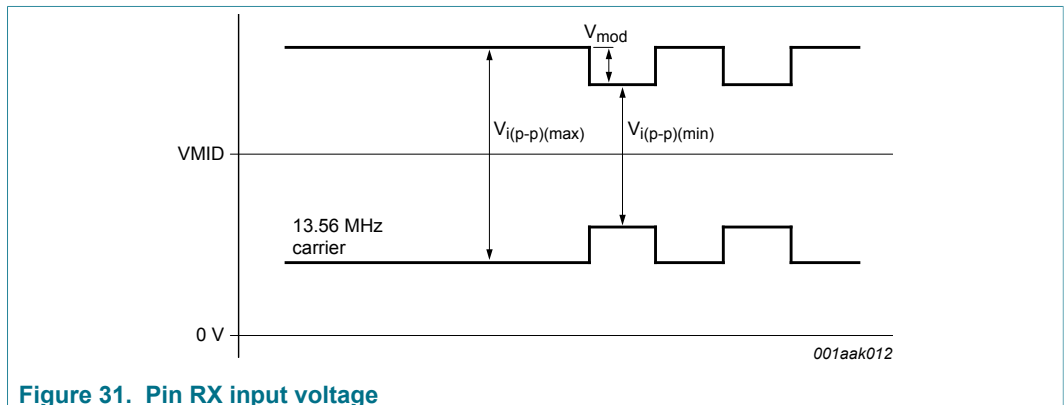 Vmod
Vi(p-p)(max)
Vi(p-p)(min)
VMID
13.56 MHz
carrier
0 V
001aak012
Figure 31. Pin RX input voltage